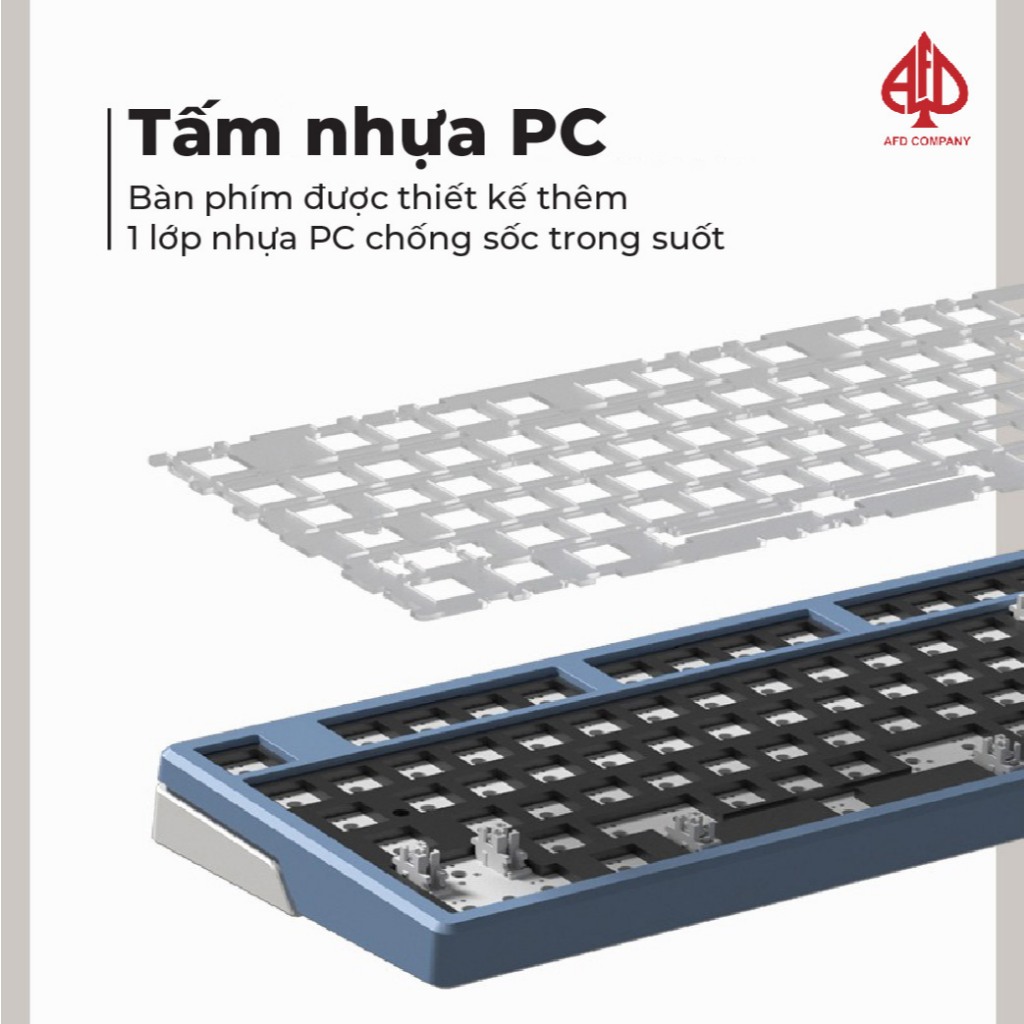 Tấm nhựa PC
Bàn phím được thiết kế thêm
1 lớp nhựa PC chống sốc trong suốt
AFD
AFD COMPANY